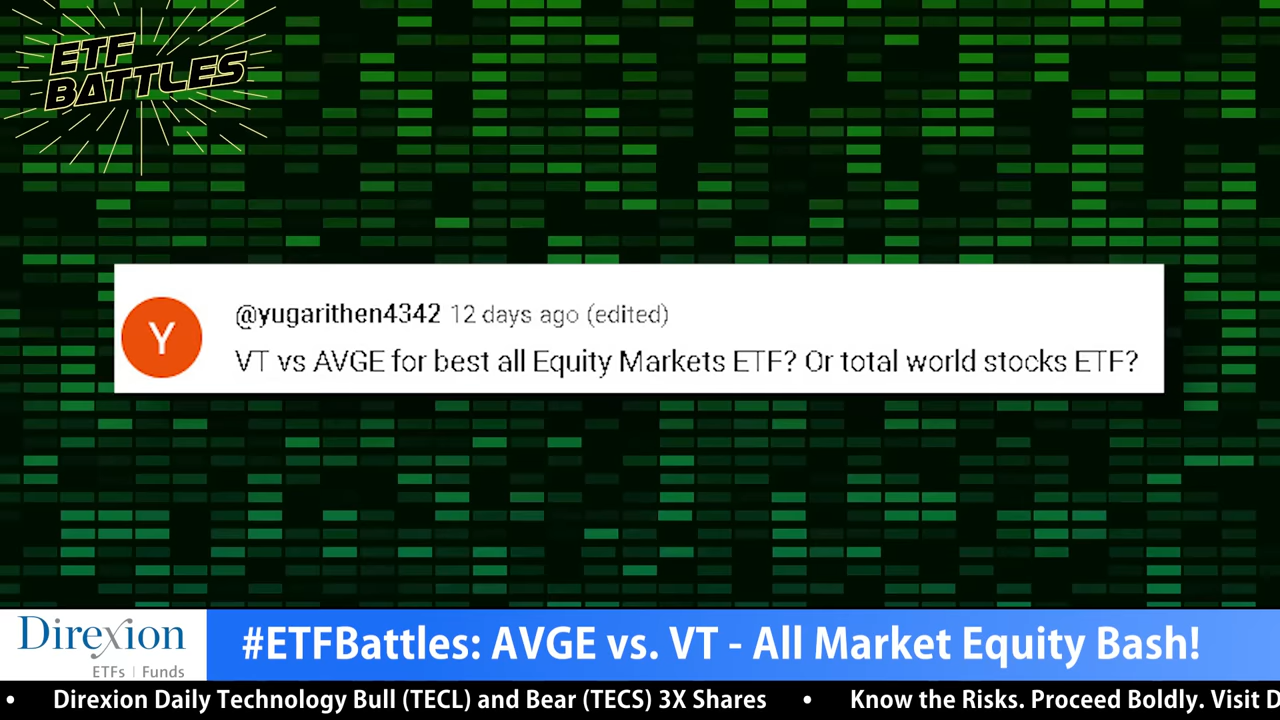 ETF
BATTLES
Y
@yugarithen4342 12 days ago (edited)
VT vs AVGE for best all Equity Markets ETF? Or total world stocks ETF?
Direxion
ETFs | Funds
#ETFBattles: AVGE vs. VT - All Market Equity Bash!
• Direxion Daily Technology Bull (TECL) and Bear (TECS) 3X Shares • Know the Risks. Proceed Boldly. Visit D